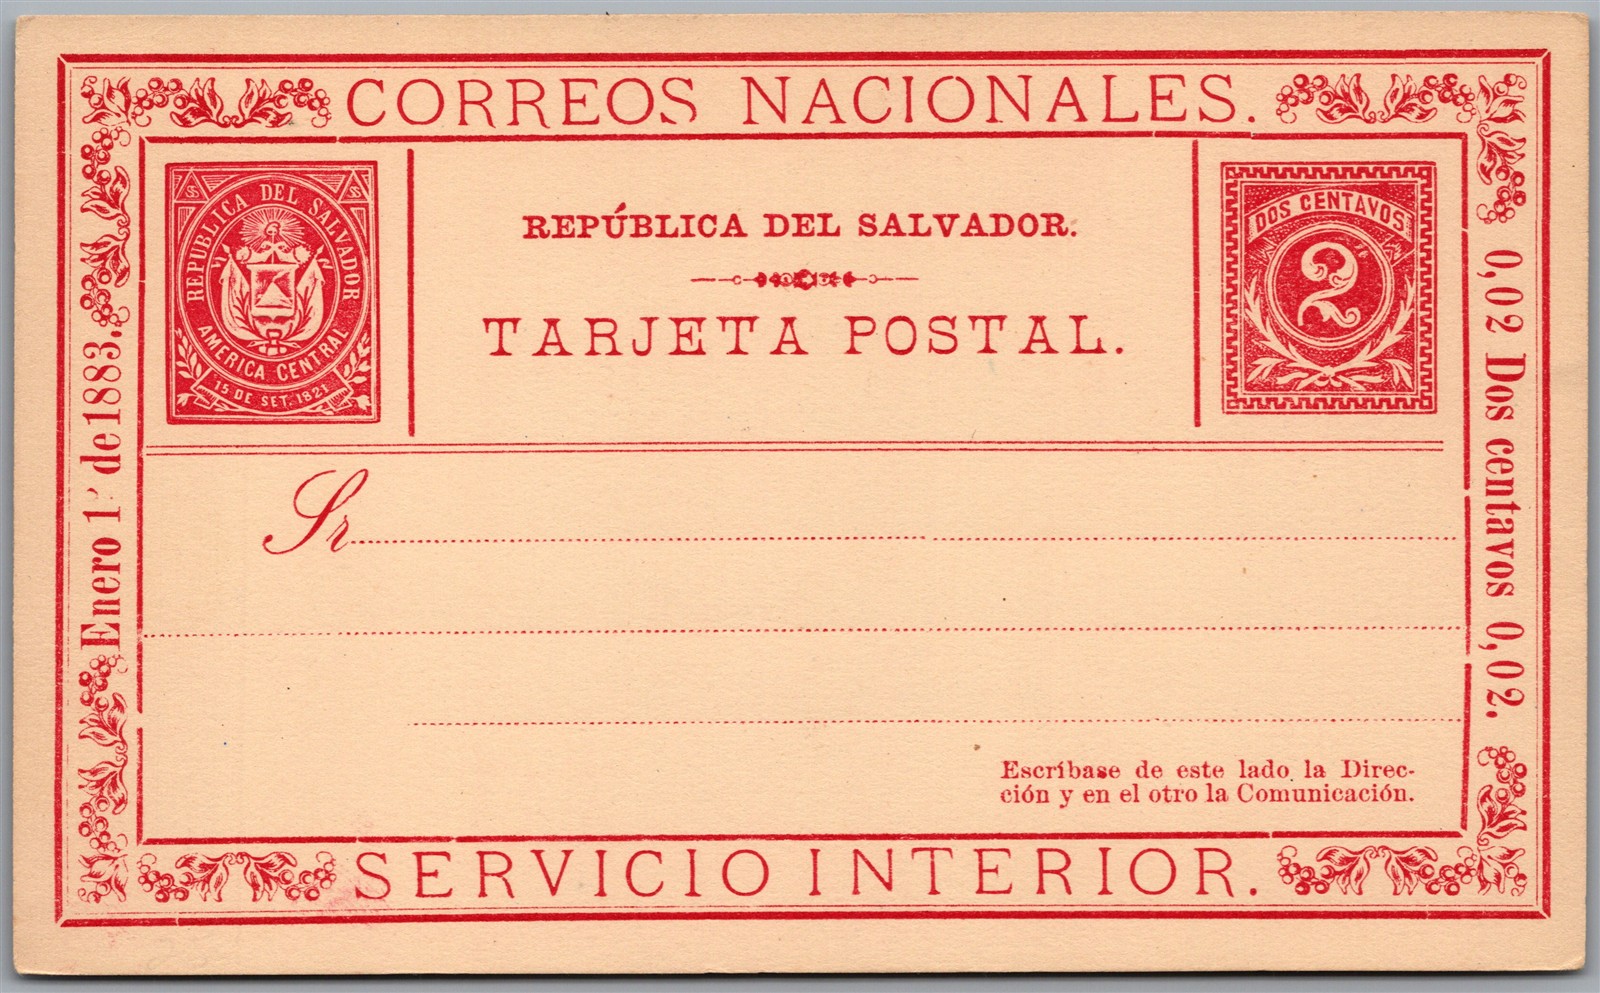 CORREOS NACIONALES.
REPUBLICA DEL SALVADOR
AMERICA CENTRAL
15 DE SET. 1821
REPÚBLICA DEL SALVADOR.
TARJETA POSTAL.
DOS CENTAVOS
2
Enero 1º de 1883.
0,02 Dos centavos 0,02.
Sr
Escríbase de este lado la Direc-
ción y en el otro la Comunicación.
SERVICIO INTERIOR.